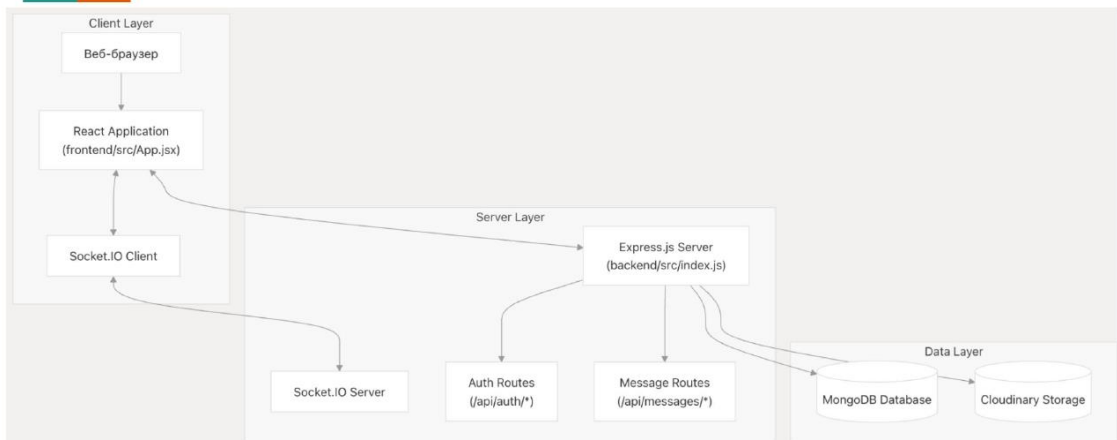 Client Layer
Веб-браузер
React Application
(frontend/src/App.jsx)
Socket.IO Client
Server Layer
Express.js Server
(backend/src/index.js)
Socket.IO Server
Auth Routes
(/api/auth/*)
Message Routes
(/api/messages/*)
Data Layer
MongoDB Database
Cloudinary Storage